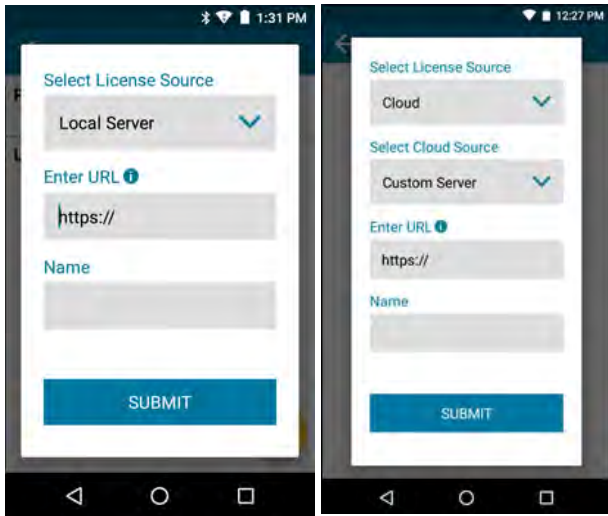 1:31 PM
Select License Source
Local Server
Enter URL
https://
Name
SUBMIT
12:27 PM
Select License Source
Cloud
Select Cloud Source
Custom Server
Enter URL
https://
Name
SUBMIT